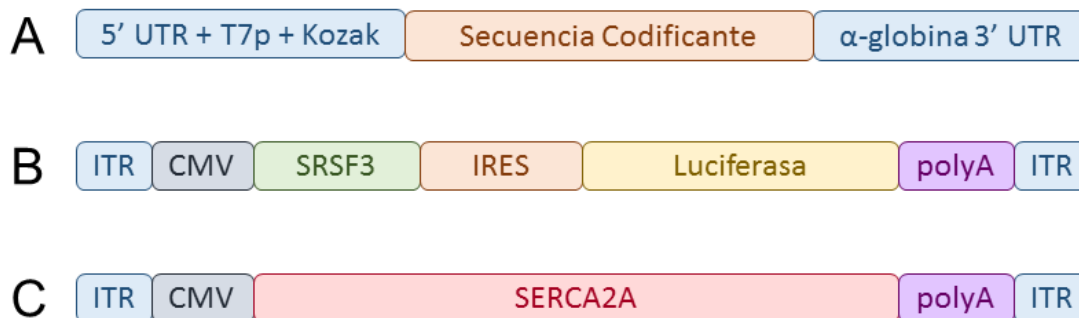 A 5′ UTR + T7p + Kozak Secuencia Codificante α-globina 3′ UTR
B ITR CMV SRSF3 IRES Luciferasa polyA ITR
C ITR CMV SERCA2A polyA ITR